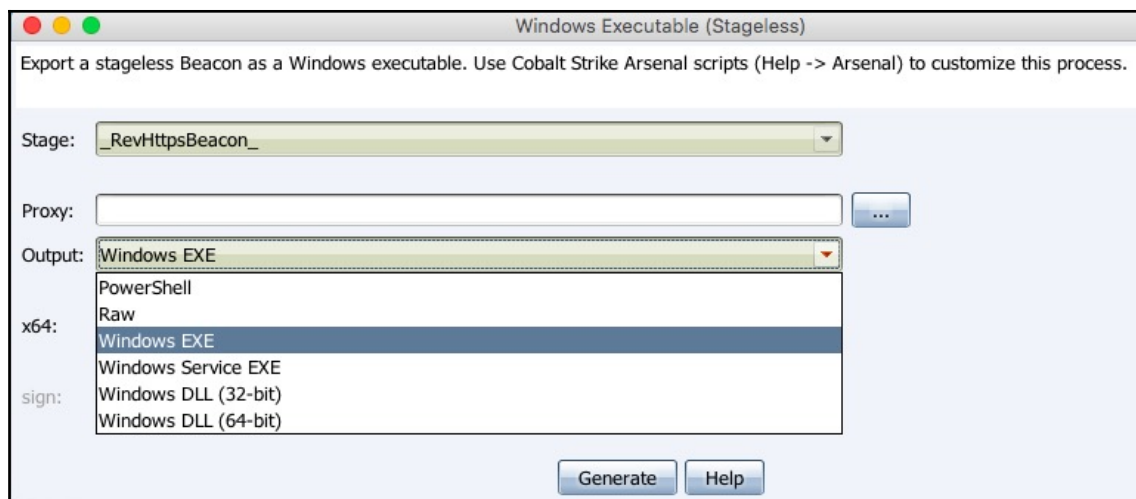 Windows Executable (Stageless)
Export a stageless Beacon as a Windows executable. Use Cobalt Strike Arsenal scripts (Help -> Arsenal) to customize this process.
Stage: _RevHttpsBeacon_
Proxy: ...
Output: Windows EXE
PowerShell
Raw
x64:
Windows EXE
Windows Service EXE
sign:
Windows DLL (32-bit)
Windows DLL (64-bit)
Generate Help